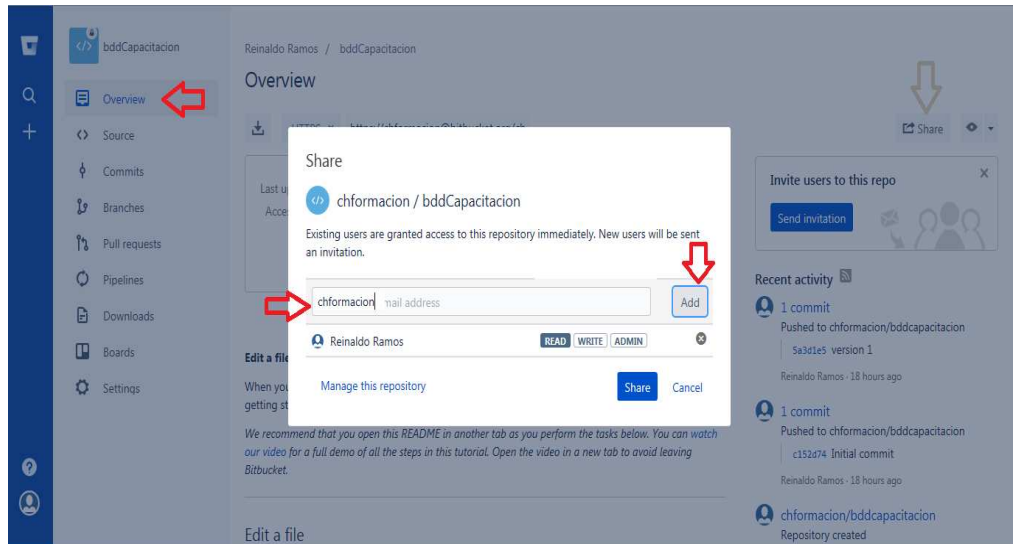 bddCapacitacion
Overview
Source
Commits
Branches
Pull requests
Pipelines
Downloads
Boards
Settings
Reinaldo Ramos / bddCapacitacion
Overview
Share
Last u
Acce
Share
chformacion / bddCapacitacion
Existing users are granted access to this repository immediately. New users will be sent
an invitation.
chformacion mail address
Add
Reinaldo Ramos READ WRITE ADMIN
Manage this repository
Share Cancel
Edit a file
When you
getting st
We recommend that you open this README in another tab as you perform the tasks below. You can watch
our video for a full demo of all the steps in this tutorial. Open the video in a new tab to avoid leaving
Bitbucket.
Edit a file
Invite users to this repo
Send invitation
Recent activity
1 commit
Pushed to chformacion/bddcapacitacion
5a3d1e5 version 1
Reinaldo Ramos · 18 hours ago
1 commit
Pushed to chformacion/bddcapacitacion
c152d74 Initial commit
Reinaldo Ramos · 18 hours ago
chformacion/bddcapacitacion
Repository created